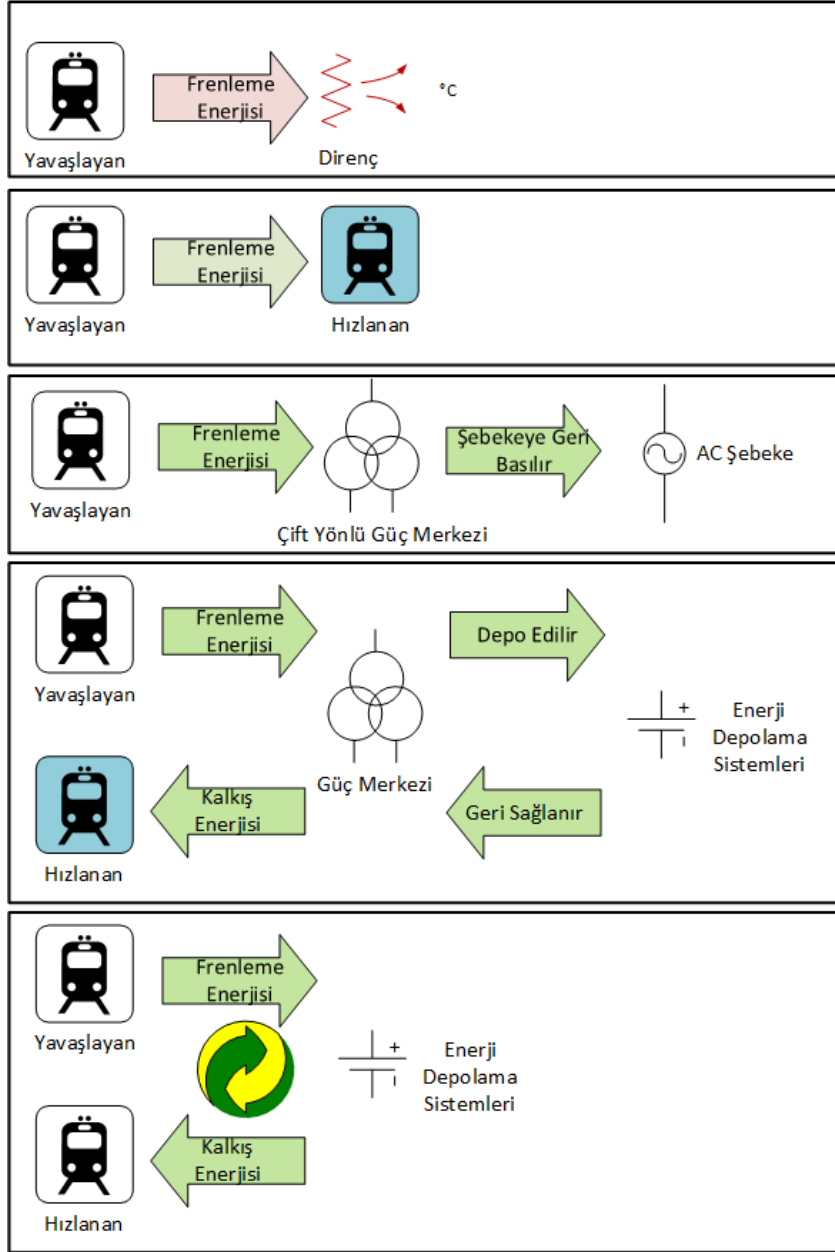 Frenleme
Enerjisi
°C
Yavaşlayan
Direnç
Frenleme
Enerjisi
Yavaşlayan
Hızlanan
Frenleme
Enerjisi
Şebekeye Geri
Basılır
AC Şebeke
Yavaşlayan
Çift Yönlü Güç Merkezi
Frenleme
Enerjisi
Depo Edilir
Yavaşlayan
+
Enerji
Depolama
Sistemleri
Güç Merkezi
Kalkış
Enerjisi
Geri Sağlanır
Hızlanan
Frenleme
Enerjisi
Yavaşlayan
+
Enerji
Depolama
Sistemleri
Kalkış
Enerjisi
Hızlanan